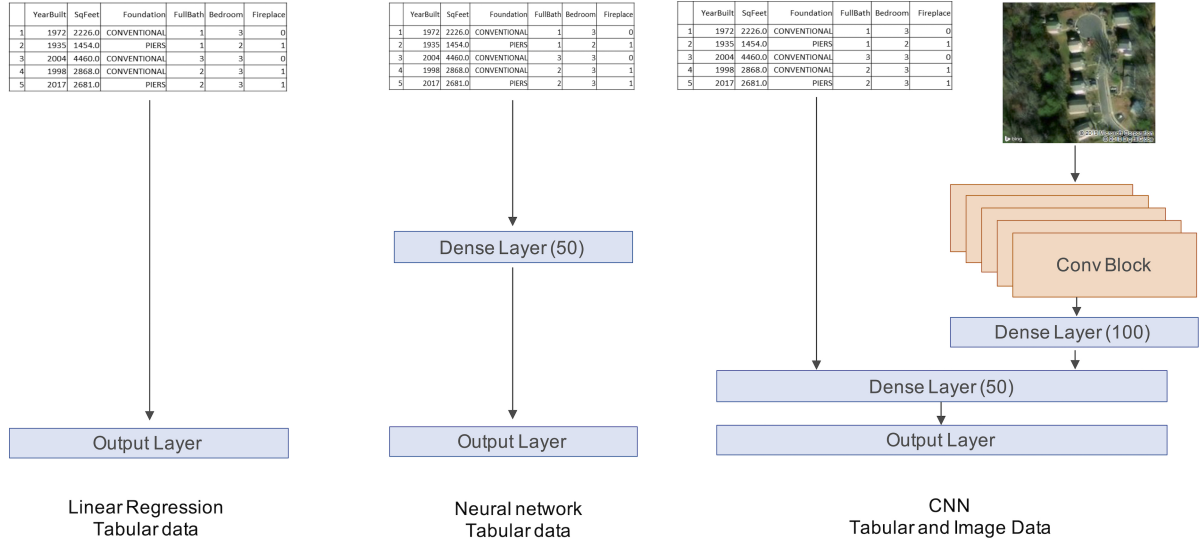 YearBuilt SqFeet Foundation FullBath Bedroom Fireplace
1 1972 2226.0 CONVENTIONAL 1 3 0
2 1935 1454.0 PIERS 1 2 1
3 2004 4460.0 CONVENTIONAL 3 3 0
4 1998 2868.0 CONVENTIONAL 2 3 1
5 2017 2681.0 PIERS 2 3 1
Output Layer
Linear Regression
Tabular data
YearBuilt SqFeet Foundation FullBath Bedroom Fireplace
1 1972 2226.0 CONVENTIONAL 1 3 0
2 1935 1454.0 PIERS 1 2 1
3 2004 4460.0 CONVENTIONAL 3 3 0
4 1998 2868.0 CONVENTIONAL 2 3 1
5 2017 2681.0 PIERS 2 3 1
Dense Layer (50)
Output Layer
Neural network
Tabular data
YearBuilt SqFeet Foundation FullBath Bedroom Fireplace
1 1972 2226.0 CONVENTIONAL 1 3 0
2 1935 1454.0 PIERS 1 2 1
3 2004 4460.0 CONVENTIONAL 3 3 0
4 1998 2868.0 CONVENTIONAL 2 3 1
5 2017 2681.0 PIERS 2 3 1
bing
Microsoft Corporation
Conv Block
Dense Layer (100)
Dense Layer (50)
Output Layer
CNN
Tabular and Image Data